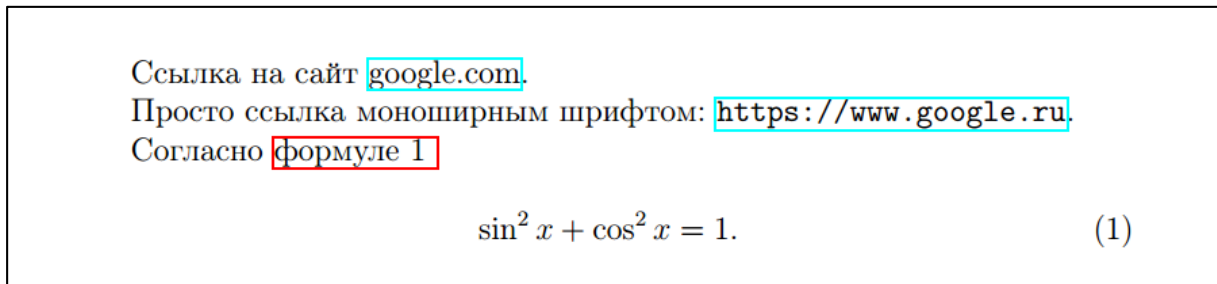 Ссылка на сайт google.com.
Просто ссылка моноширным шрифтом: https://www.google.ru.
Согласно формуле 1
sin² x + cos² x = 1. (1)